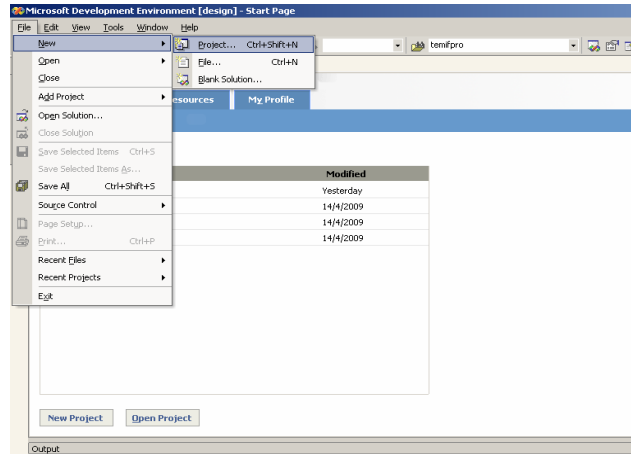 Microsoft Development Environment [design] - Start Page
File Edit View Tools Window Help
New
Project... Ctrl+Shift+N
temifpro
Open
File... Ctrl+N
Close
Blank Solution...
Add Project
esources
My Profile
Open Solution...
Close Solution
Save Selected Items Ctrl+S
Save Selected Items As...
Modified
Save All Ctrl+Shift+S
Yesterday
Source Control
14/4/2009
Page Setup...
14/4/2009
Print... Ctrl+P
14/4/2009
Recent Files
Recent Projects
Exit
New Project
Open Project
Output